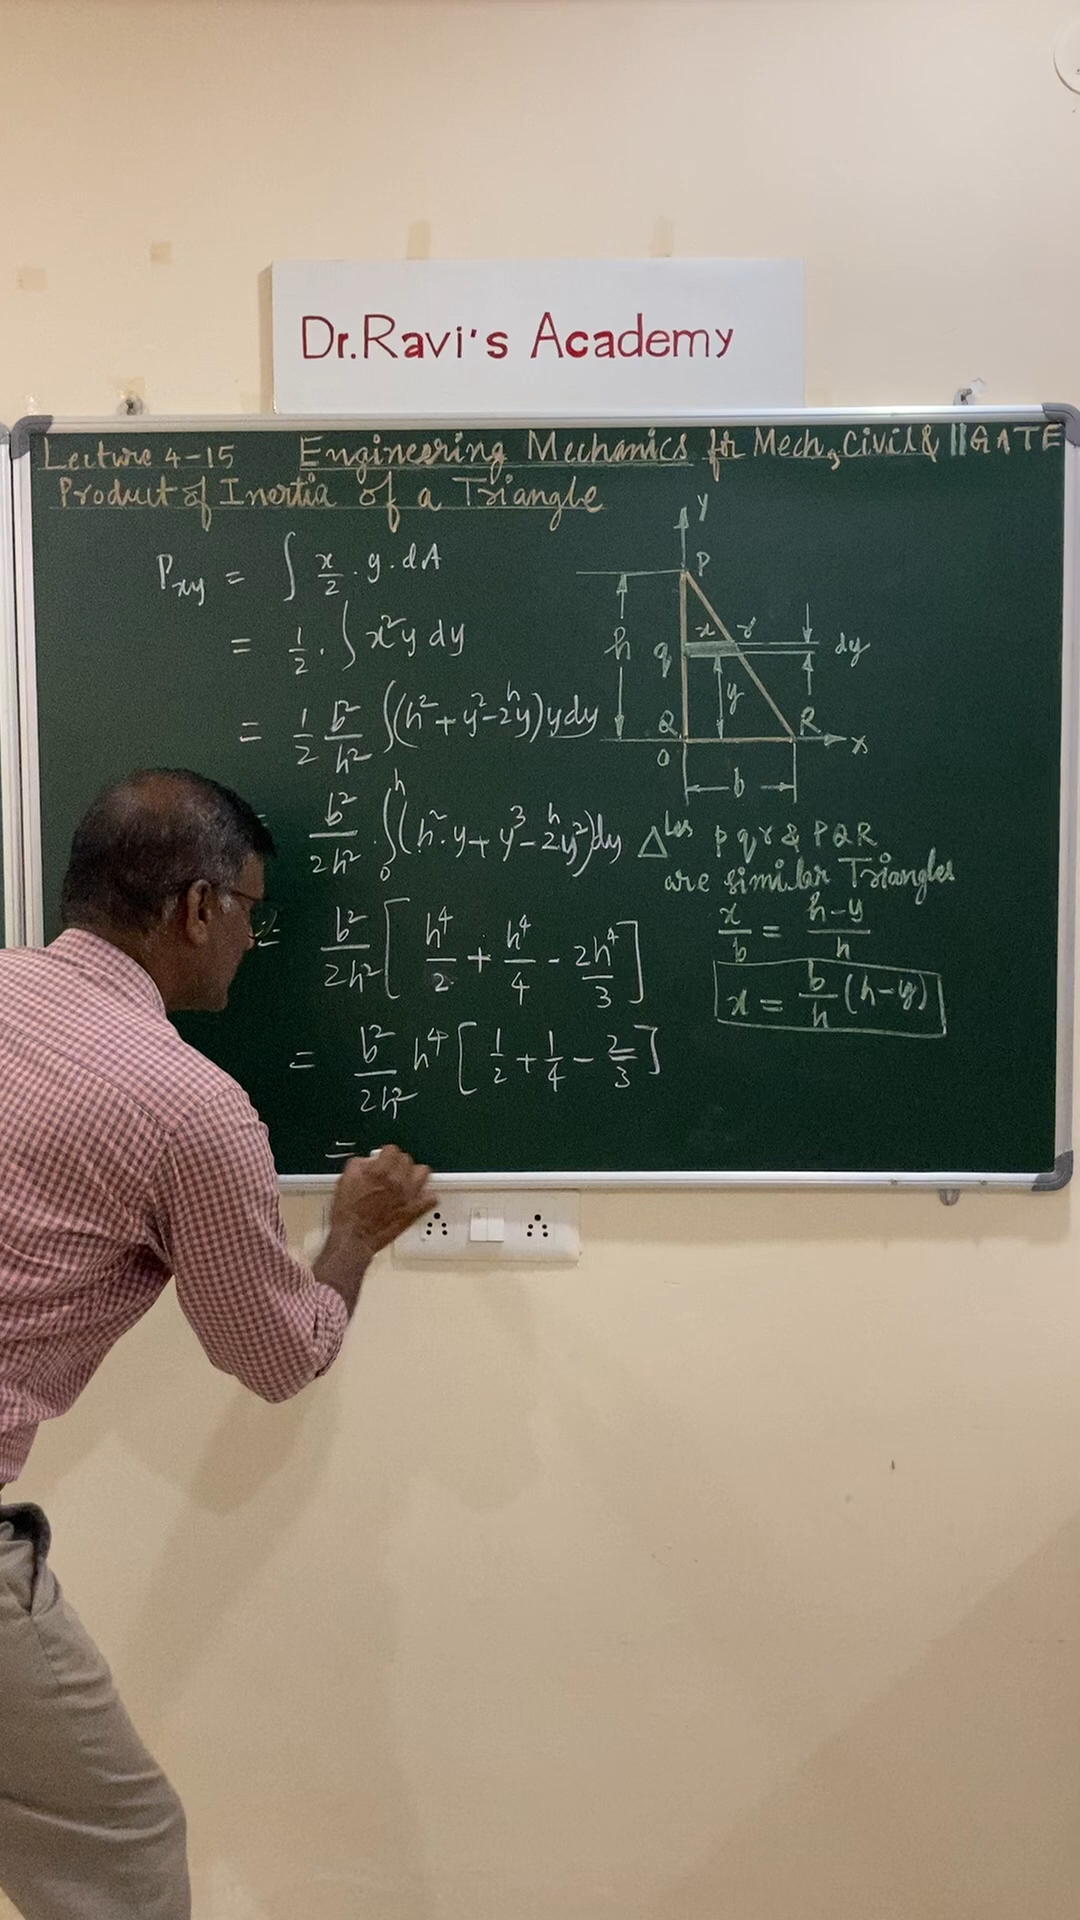 Dr.Ravi's Academy
Lecture 4-15 Engineering Mechanics for Mech, Civil & ||GATE
Product of Inertia of a Triangle
Pxy = ∫ x/2 . y . dA
= 1/2 . ∫ x²y dy
= 1/2 b²/h² ∫(h²+y²-2hy)ydy
b²/2h² . ∫₀ʰ(h².y+y³-2hy²)dy
= b²/2h² [h⁴/2 + h⁴/4 - 2h⁴/3]
= b²/2h² h⁴ [1/2 + 1/4 - 2/3]
=
Y
P
x r
h q dy
y
Q R
O x
b
Δles pqr & PQR
are similar Triangles
x/b = h-y/h
x = b/h (h-y)